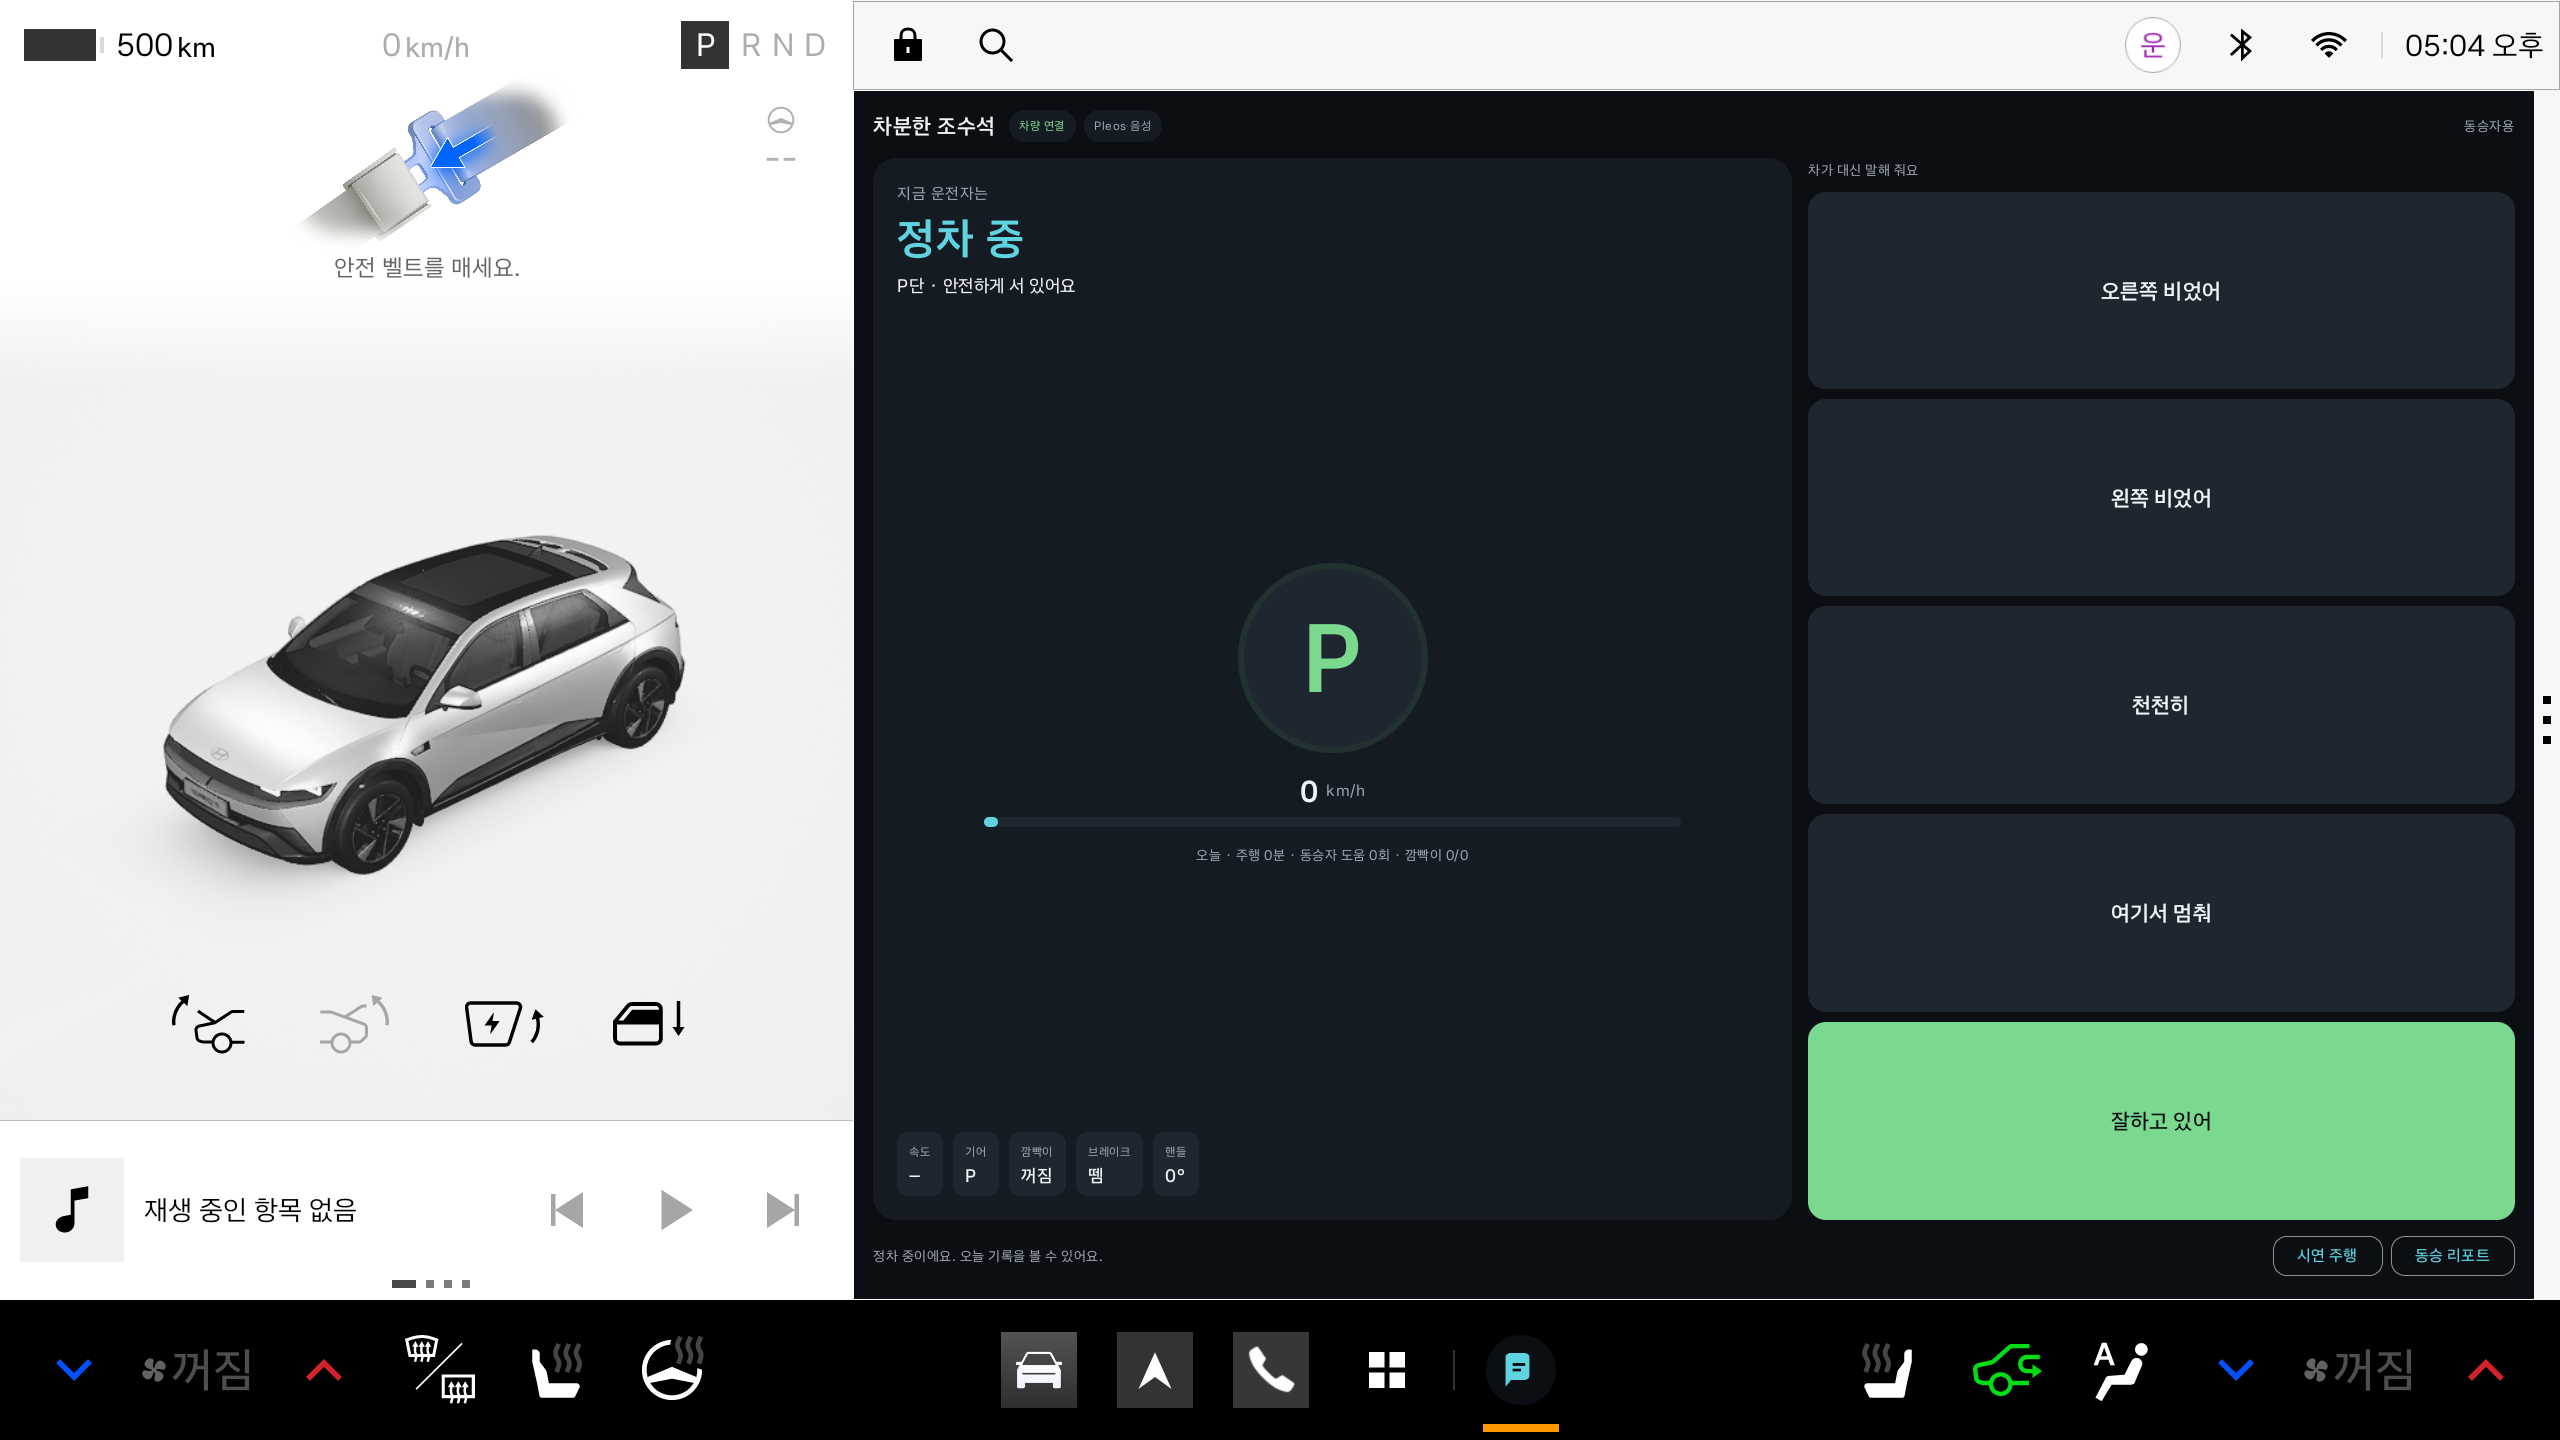 500 km
0 km/h
P R N D
안전 벨트를 매세요.
재생 중인 항목 없음
운
05:04 오후
차분한 조수석
차량 연결
Pleos 음성
동승자용
지금 운전자는
정차 중
P단 · 안전하게 서 있어요
P
0 km/h
오늘 · 주행 0분 · 동승자 도움 0회 · 깜빡이 0/0
속도
–
기어
P
깜빡이
꺼짐
브레이크
뗌
핸들
0°
차가 대신 말해 줘요
오른쪽 비었어
왼쪽 비었어
천천히
여기서 멈춰
잘하고 있어
정차 중이에요. 오늘 기록을 볼 수 있어요.
시연 주행
동승 리포트
꺼짐
A
꺼짐